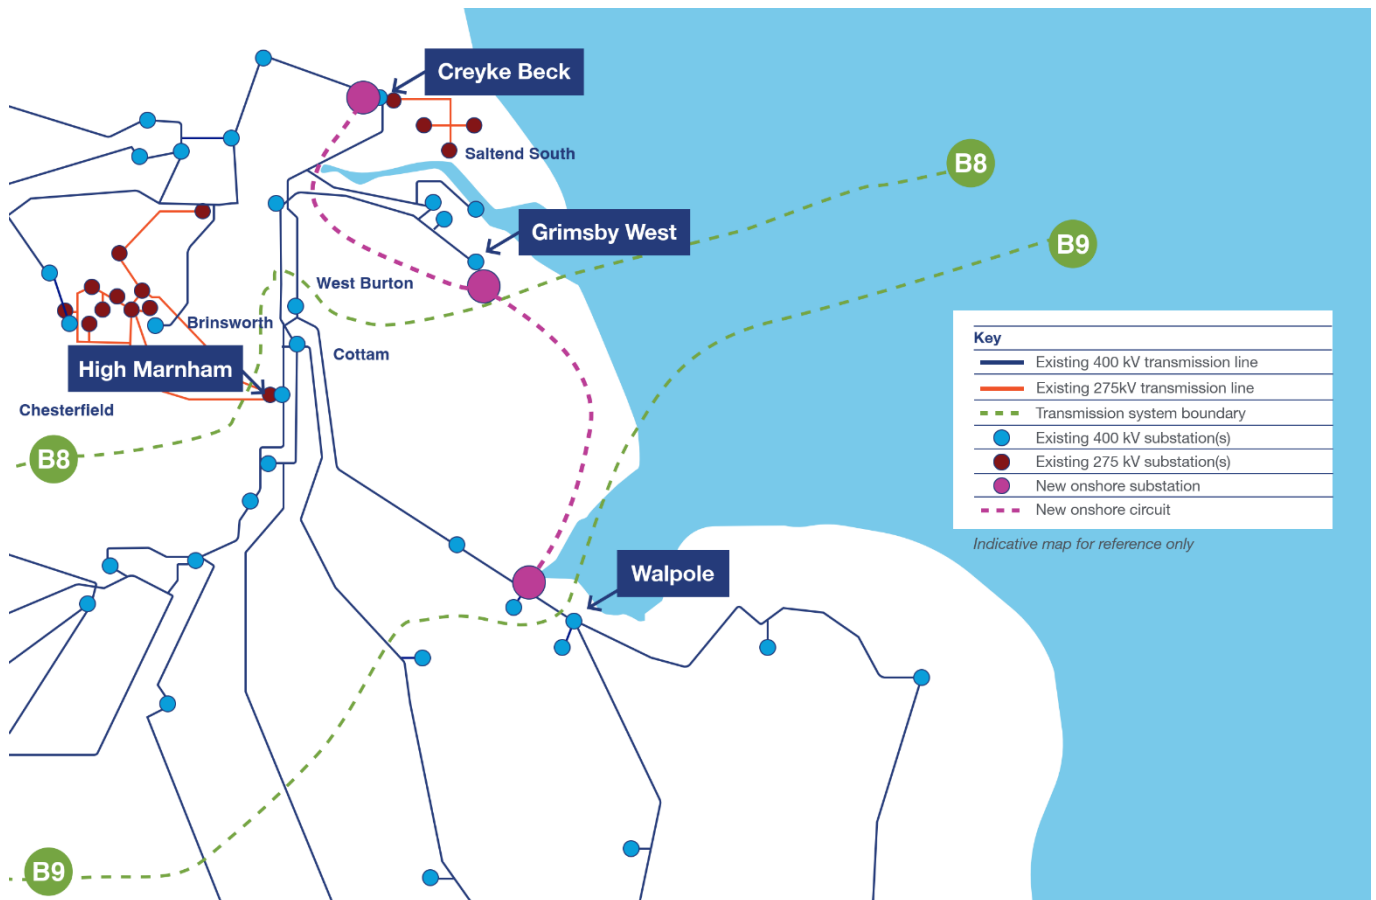 Creyke Beck
Saltend South
B8
Grimsby West
B9
West Burton
Brinsworth
Cottam
High Marnham
Chesterfield
B8
Key
Existing 400 kV transmission line
Existing 275kV transmission line
Transmission system boundary
Existing 400 kV substation(s)
Existing 275 kV substation(s)
New onshore substation
New onshore circuit
Indicative map for reference only
Walpole
B9